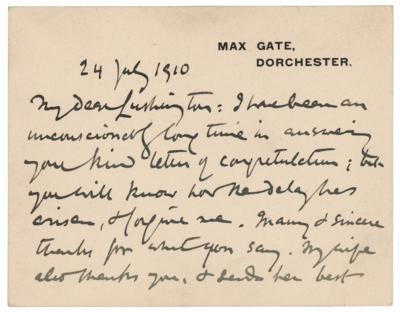 MAX GATE,
DORCHESTER.
24 July 1910
My dear Lushington: I have been an
unconscionably long time in answering
your kind letter of congratulation; but
you will know how the delay has
arisen, & forgive me. Many & sincere
thanks for what you say. My wife
also thanks you, & sends her best